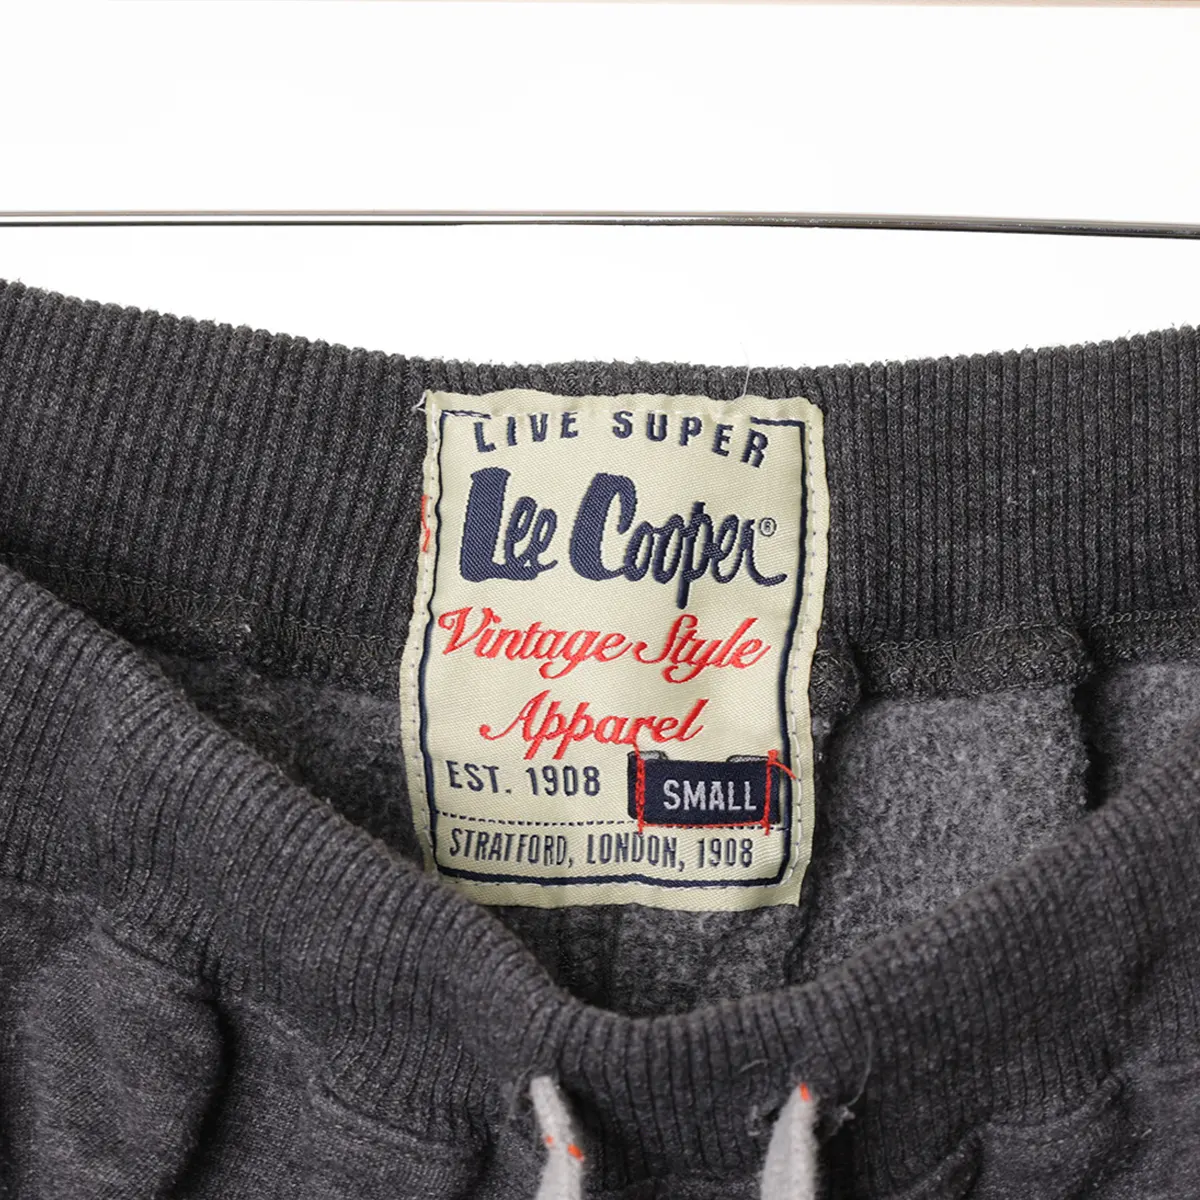 LIVE SUPER
Lee Cooper®
Vintage Style
Apparel
EST. 1908
SMALL
STRATFORD, LONDON, 1908